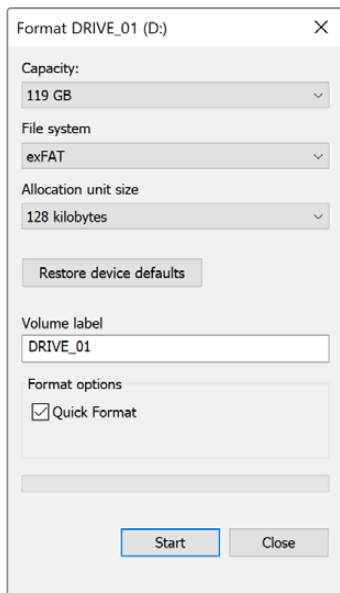 Format DRIVE_01 (D:)
Capacity:
119 GB
File system
exFAT
Allocation unit size
128 kilobytes
Restore device defaults
Volume label
DRIVE_01
Format options
Quick Format
Start Close